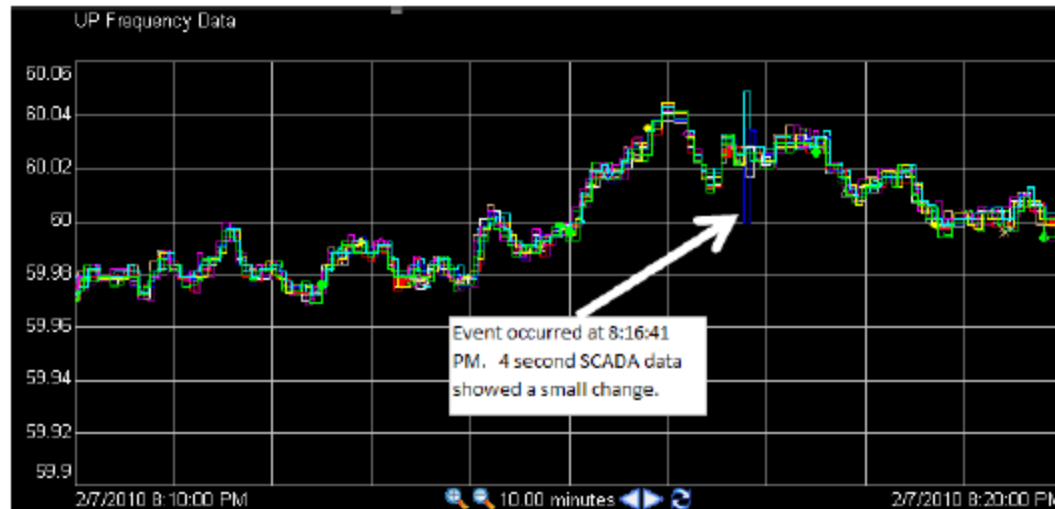 UP Frequency Data
60.06
60.04
60.02
60
59.98
59.96
59.94
59.92
59.9
Event occurred at 8:16:41
PM. 4 second SCADA data
showed a small change.
2/7/2010 8:10:00 PM
10.00 minutes
2/7/2010 8:20:00 PM